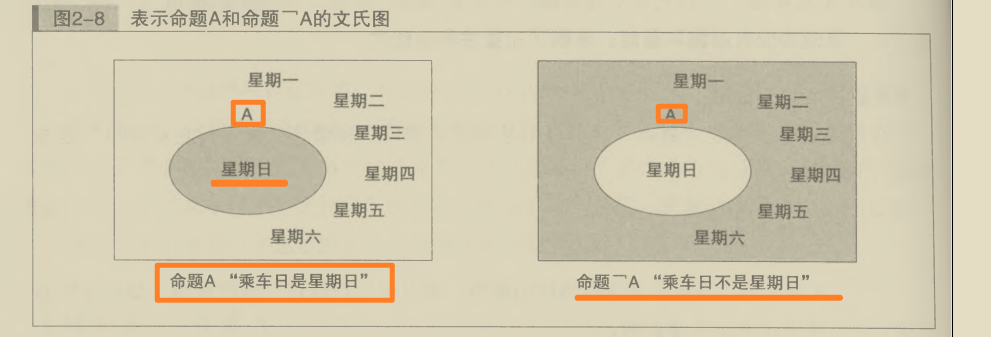 图2-8 表示命题A和命题￢A的文氏图
星期一
星期二
A
星期三
星期日
星期四
星期五
星期六
命题A “乘车日是星期日”
星期一
星期二
A
星期三
星期日
星期四
星期五
星期六
命题￢A “乘车日不是星期日”